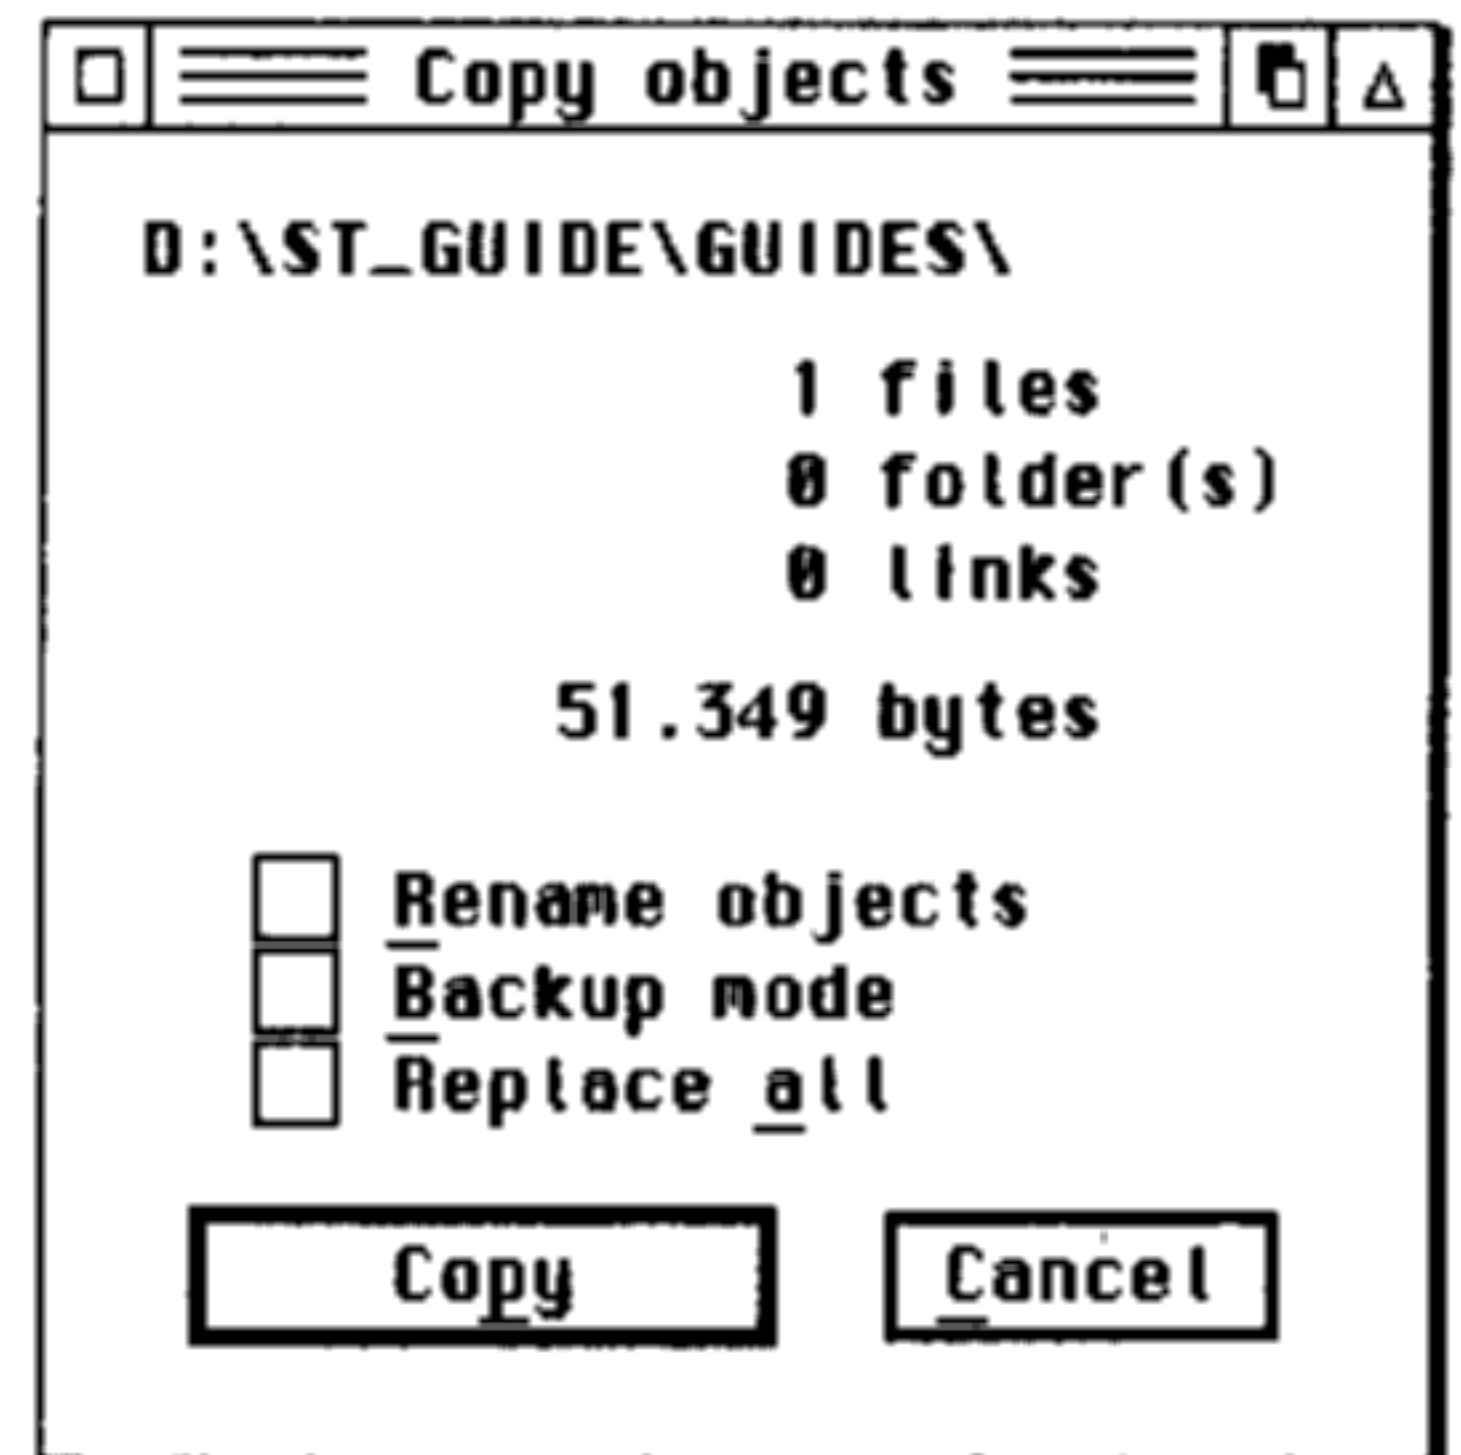 Copy objects
D:\ST_GUIDE\GUIDES\
1 files
0 folder(s)
0 links
51.349 bytes
Rename objects
Backup mode
Replace all
Copy
Cancel